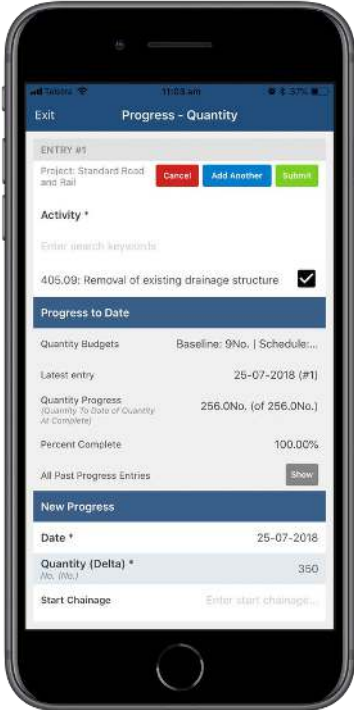 Telstra 11:03 am 37%
Exit Progress - Quantity
ENTRY #1
Project: Standard Road
and Rail
Cancel Add Another Submit
Activity *
Enter search keywords
405.09: Removal of existing drainage structure
Progress to Date
Quantity Budgets Baseline: 9No. | Schedule:...
Latest entry 25-07-2018 (#1)
Quantity Progress 256.0No. (of 256.0No.)
(Quantity To Date of Quantity
At Complete)
Percent Complete 100.00%
All Past Progress Entries Show
New Progress
Date * 25-07-2018
Quantity (Delta) * 350
No. (No.)
Start Chainage Enter start chainage...